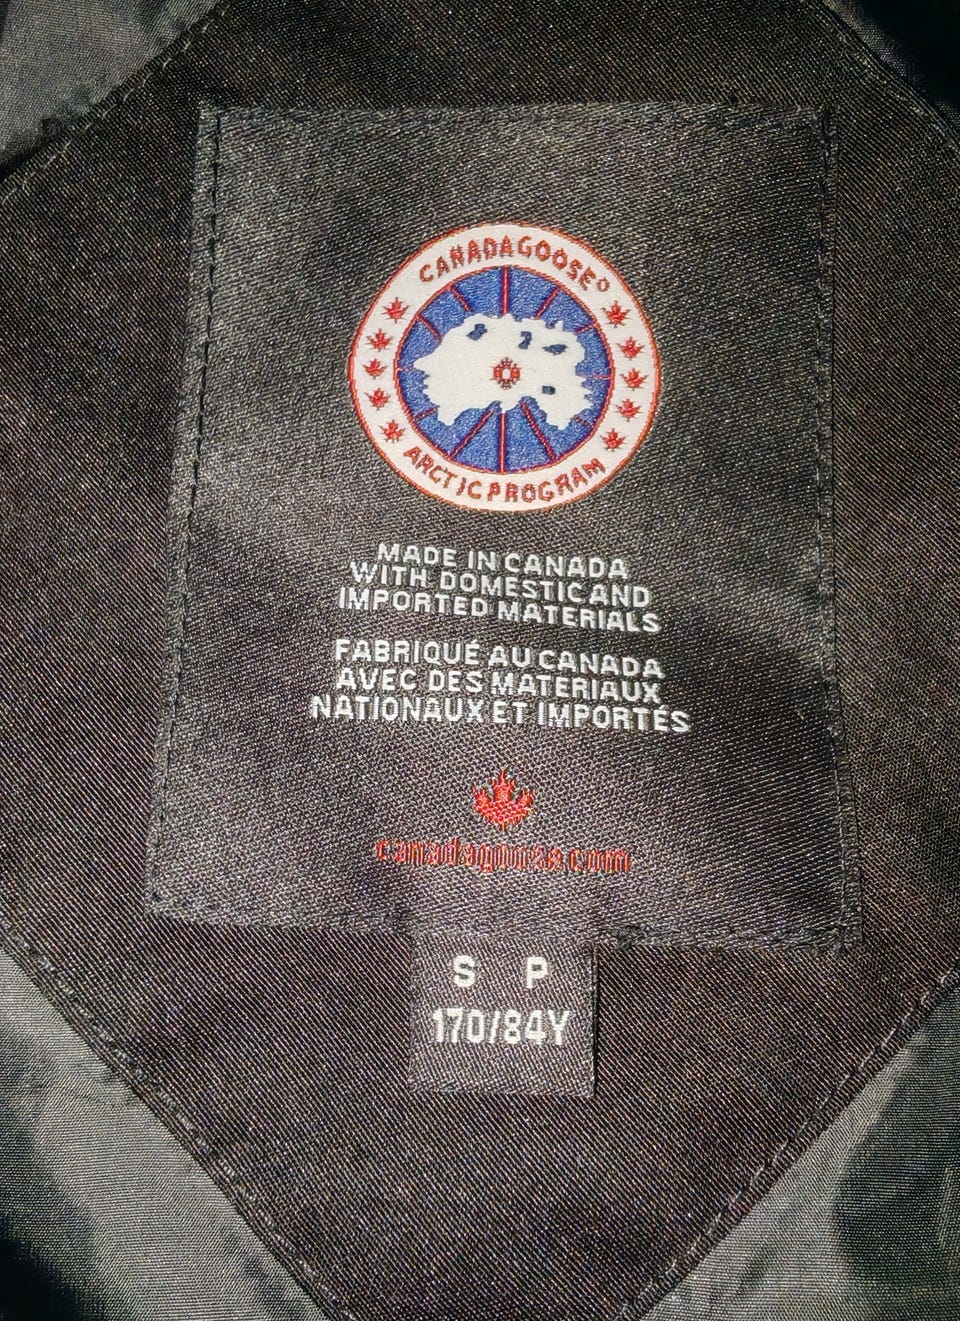 CANADA GOOSE
ARCTIC PROGRAM
MADE IN CANADA
WITH DOMESTIC AND
IMPORTED MATERIALS
FABRIQUÉ AU CANADA
AVEC DES MATERIAUX
NATIONAUX ET IMPORTÉS
canadagoose.com
S P
170/84Y